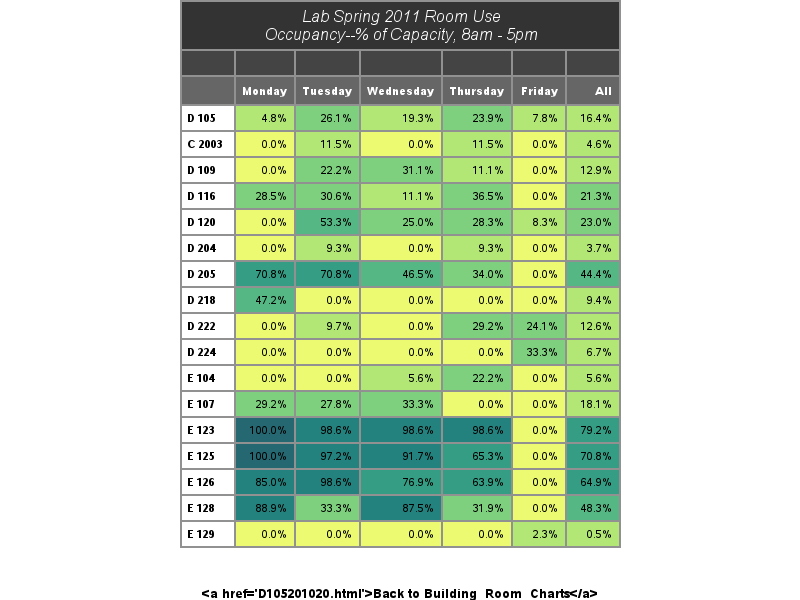 Lab Spring 2011 Room Use
Occupancy--% of Capacity, 8am - 5pm
Monday Tuesday Wednesday Thursday Friday All
D 105 4.8% 26.1% 19.3% 23.9% 7.8% 16.4%
C 2003 0.0% 11.5% 0.0% 11.5% 0.0% 4.6%
D 109 0.0% 22.2% 31.1% 11.1% 0.0% 12.9%
D 116 28.5% 30.6% 11.1% 36.5% 0.0% 21.3%
D 120 0.0% 53.3% 25.0% 28.3% 8.3% 23.0%
D 204 0.0% 9.3% 0.0% 9.3% 0.0% 3.7%
D 205 70.8% 70.8% 46.5% 34.0% 0.0% 44.4%
D 218 47.2% 0.0% 0.0% 0.0% 0.0% 9.4%
D 222 0.0% 9.7% 0.0% 29.2% 24.1% 12.6%
D 224 0.0% 0.0% 0.0% 0.0% 33.3% 6.7%
E 104 0.0% 0.0% 5.6% 22.2% 0.0% 5.6%
E 107 29.2% 27.8% 33.3% 0.0% 0.0% 18.1%
E 123 100.0% 98.6% 98.6% 98.6% 0.0% 79.2%
E 125 100.0% 97.2% 91.7% 65.3% 0.0% 70.8%
E 126 85.0% 98.6% 76.9% 63.9% 0.0% 64.9%
E 128 88.9% 33.3% 87.5% 31.9% 0.0% 48.3%
E 129 0.0% 0.0% 0.0% 0.0% 2.3% 0.5%
<a href='D105201020.html'>Back to Building_Room_Charts</a>